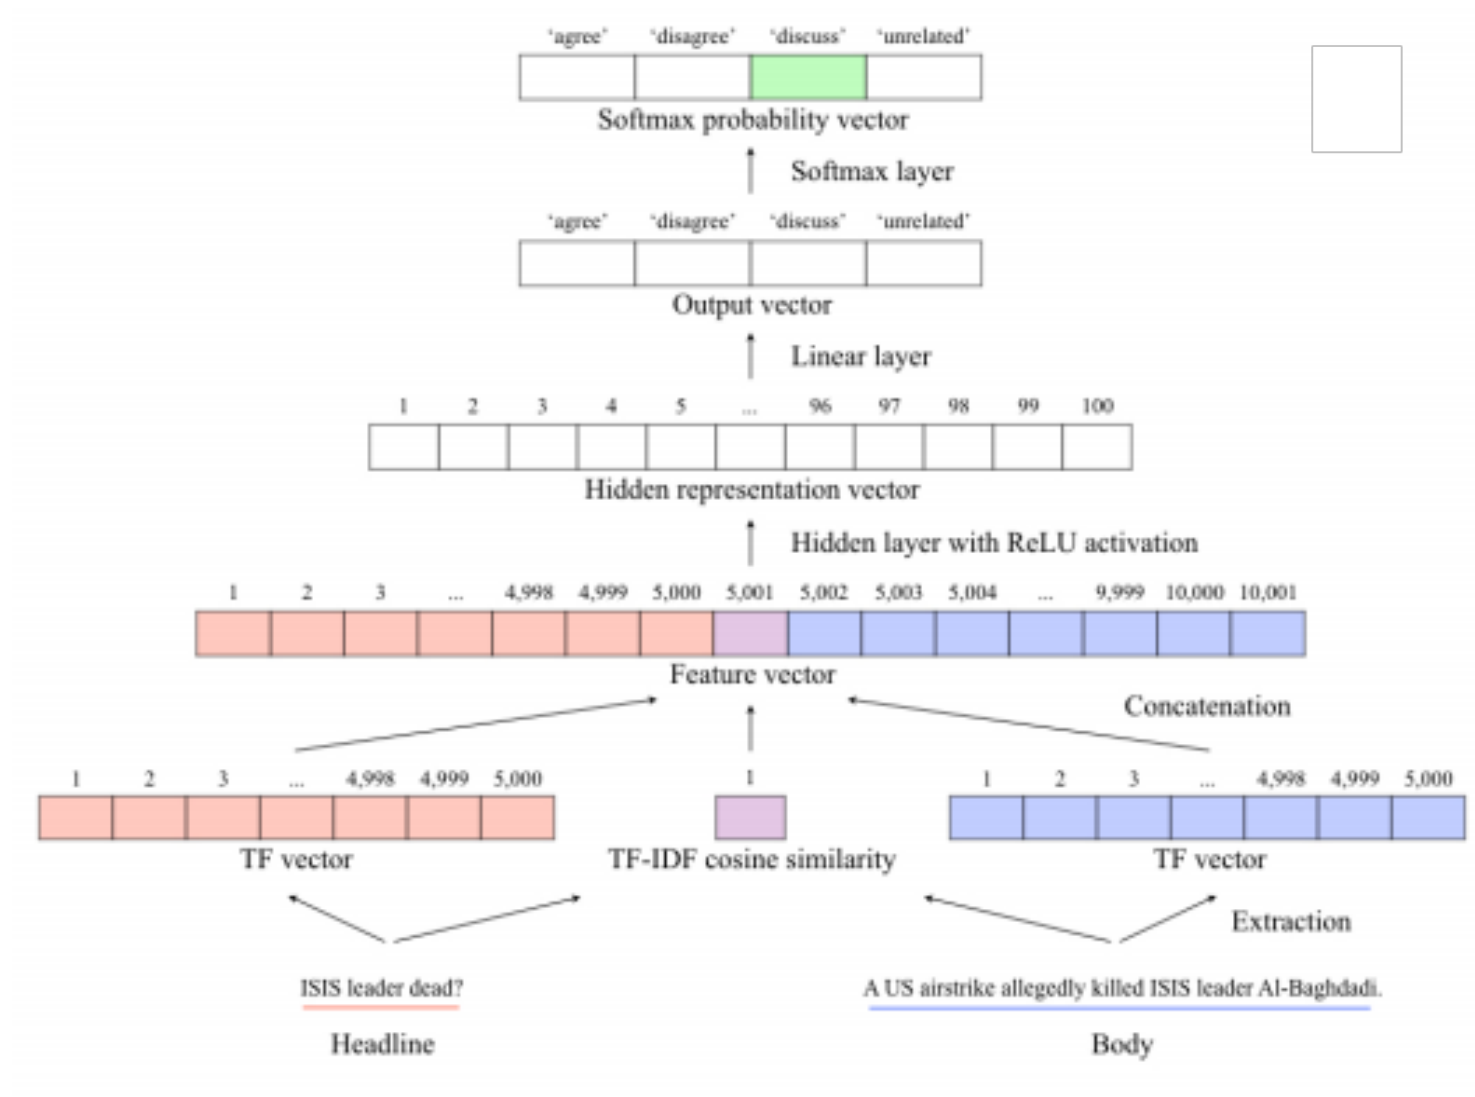 ‘agree’ ‘disagree’ ‘discuss’ ‘unrelated’
Softmax probability vector
Softmax layer
‘agree’ ‘disagree’ ‘discuss’ ‘unrelated’
Output vector
Linear layer
1 2 3 4 5 ... 96 97 98 99 100
Hidden representation vector
Hidden layer with ReLU activation
1 2 3 ... 4,998 4,999 5,000 5,001 5,002 5,003 5,004 ... 9,999 10,000 10,001
Feature vector
Concatenation
1 2 3 ... 4,998 4,999 5,000 1 1 2 3 ... 4,998 4,999 5,000
TF vector TF-IDF cosine similarity TF vector
Extraction
ISIS leader dead? A US airstrike allegedly killed ISIS leader Al-Baghdadi.
Headline Body